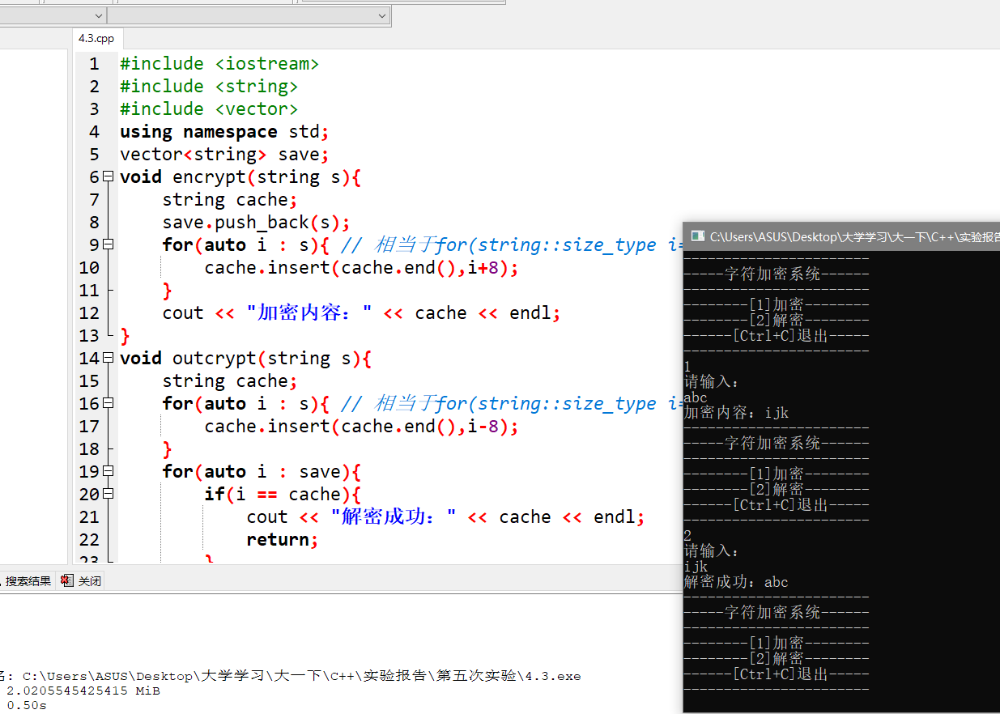 4.3.cpp
1 #include <iostream>
2 #include <string>
3 #include <vector>
4 using namespace std;
5 vector<string> save;
6 void encrypt(string s){
7 string cache;
8 save.push_back(s);
9 for(auto i : s){ // 相当于for(string::size_type i=
10 cache.insert(cache.end(),i+8);
11 }
12 cout << "加密内容：" << cache << endl;
13 }
14 void outcrypt(string s){
15 string cache;
16 for(auto i : s){ // 相当于for(string::size_type i=
17 cache.insert(cache.end(),i-8);
18 }
19 for(auto i : save){
20 if(i == cache){
21 cout << "解密成功：" << cache << endl;
22 return;
23 }
搜索结果 关闭
名: C:\Users\ASUS\Desktop\大学学习\大一下\C++\实验报告\第五次实验\4.3.exe
2.0205545425415 MiB
0.50s
C:\Users\ASUS\Desktop\大学学习\大一下\C++\实验报告
-----------------------
-----字符加密系统------
-----------------------
--------[1]加密--------
--------[2]解密--------
------[Ctrl+C]退出-----
-----------------------
1
请输入：
abc
加密内容：ijk
-----------------------
-----字符加密系统------
-----------------------
--------[1]加密--------
--------[2]解密--------
------[Ctrl+C]退出-----
-----------------------
2
请输入：
ijk
解密成功：abc
-----------------------
-----字符加密系统------
-----------------------
--------[1]加密--------
--------[2]解密--------
------[Ctrl+C]退出-----
-----------------------